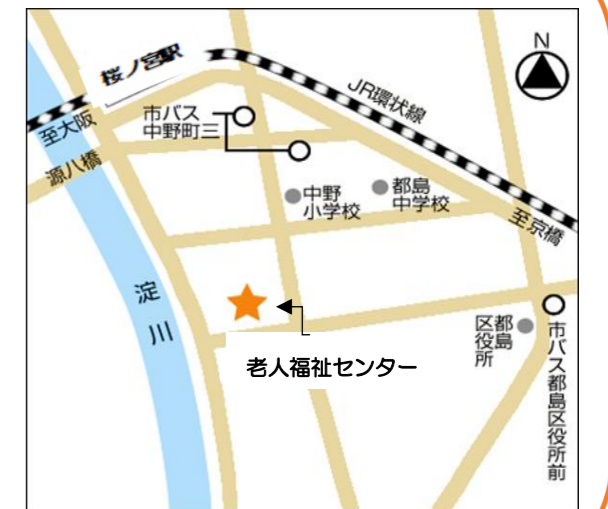 N
桜ノ宮駅
JR環状線
至大阪
市バス
中野町三
源八橋
中野
小学校
都島
中学校
至京橋
淀川
都島
区役所
市バス都島区役所前
老人福祉センター